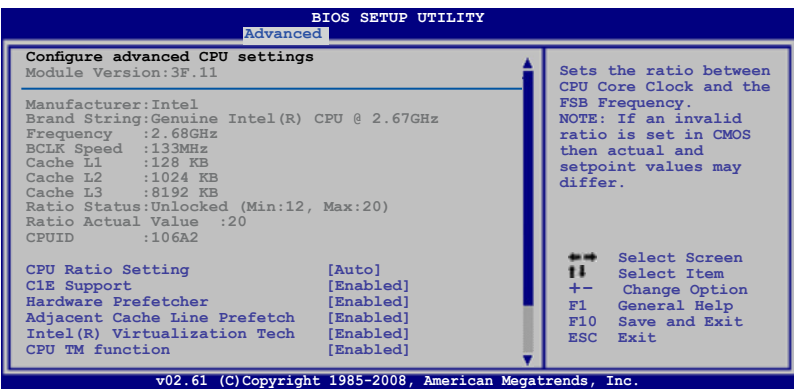 BIOS SETUP UTILITY
Advanced
Configure advanced CPU settings
Module Version:3F.11
Manufacturer:Intel
Brand String:Genuine Intel(R) CPU @ 2.67GHz
Frequency :2.68GHz
BCLK Speed :133MHz
Cache L1 :128 KB
Cache L2 :1024 KB
Cache L3 :8192 KB
Ratio Status:Unlocked (Min:12, Max:20)
Ratio Actual Value :20
CPUID :106A2
CPU Ratio Setting [Auto]
C1E Support [Enabled]
Hardware Prefetcher [Enabled]
Adjacent Cache Line Prefetch [Enabled]
Intel(R) Virtualization Tech [Enabled]
CPU TM function [Enabled]
Sets the ratio between
CPU Core Clock and the
FSB Frequency.
NOTE: If an invalid
ratio is set in CMOS
then actual and
setpoint values may
differ.
Select Screen
Select Item
+- Change Option
F1 General Help
F10 Save and Exit
ESC Exit
v02.61 (C)Copyright 1985-2008, American Megatrends, Inc.